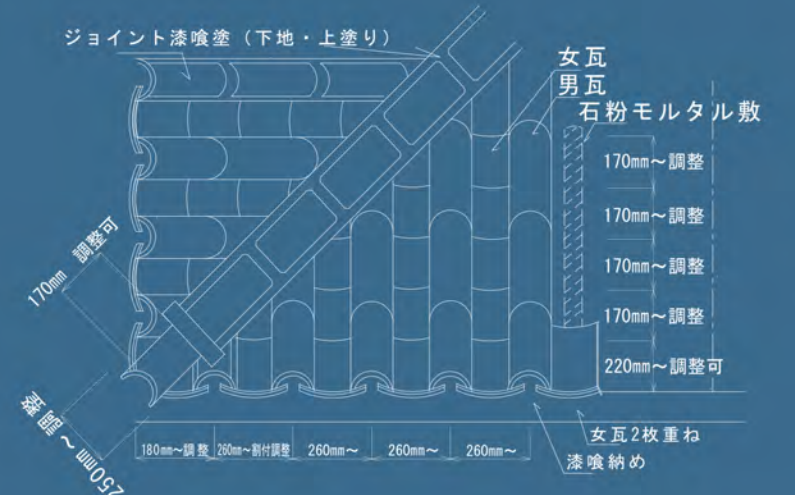 ジョイント漆喰塗（下地・上塗り）
女瓦
男瓦
石粉モルタル敷
170mm～調整
170mm～調整
170mm～調整
170mm～調整
220mm～調整可
170mm 調整可
250mm～調整
180mm～調整
260mm～割付調整
260mm～
260mm～
260mm～
女瓦2枚重ね
漆喰納め